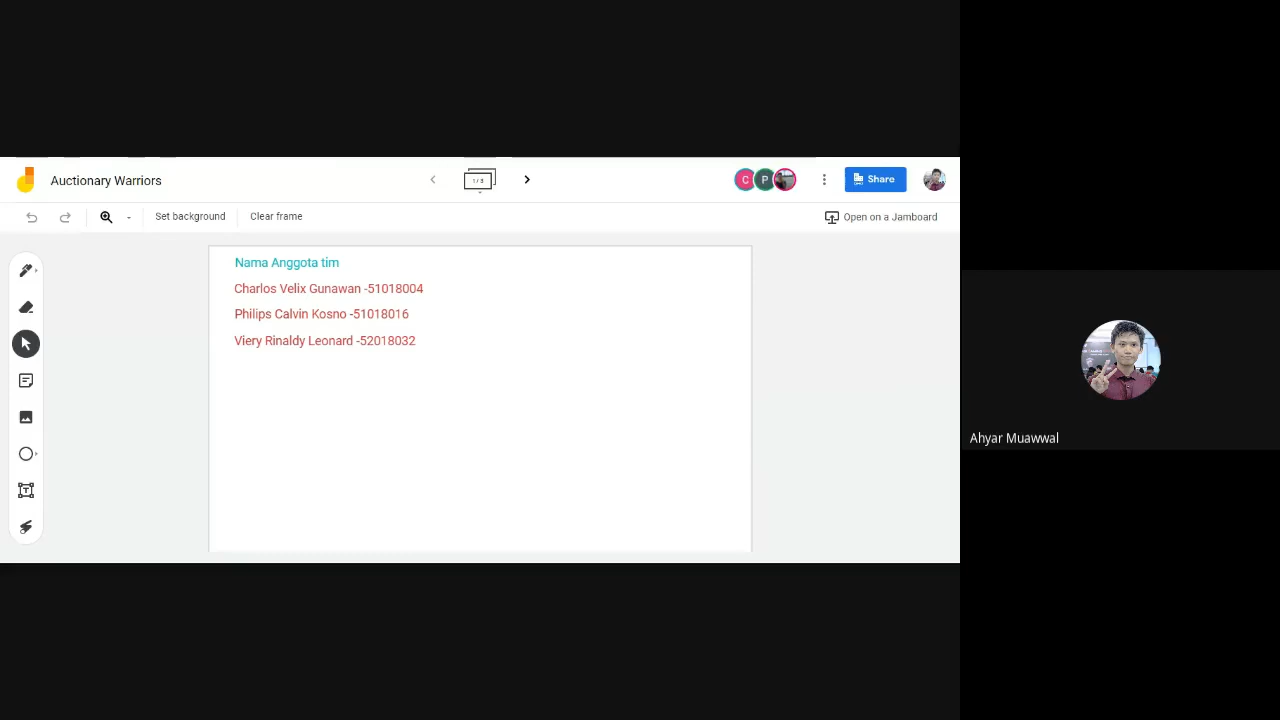 Auctionary Warriors
C
P
Share
Set background
Clear frame
Open on a Jamboard
Nama Anggota tim
Charlos Velix Gunawan -51018004
Philips Calvin Kosno -51018016
Viery Rinaldy Leonard -52018032
Ahyar Muawwal